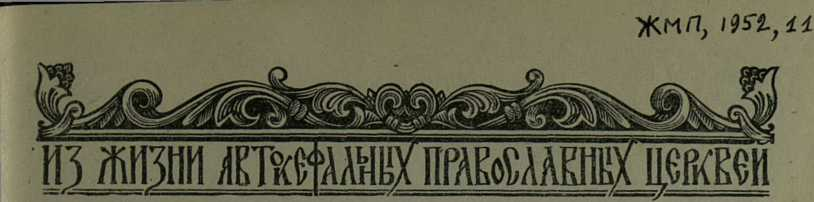 ЖМП, 1952, 11
ИЗ ЖИЗНИ АВТОКЕФАЛЬНЫХ ПРАВОСЛАВНЫХ ЦЕРКВЕЙ